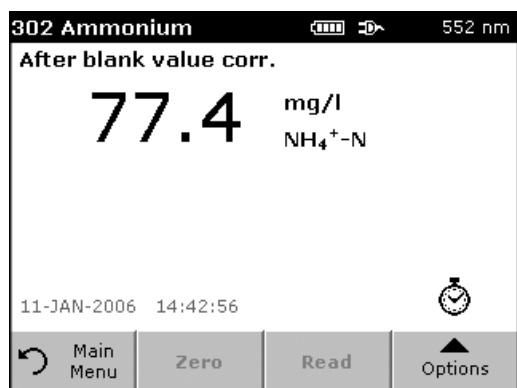 302 Ammonium 552 nm
After blank value corr.
77.4 mg/l
NH₄⁺-N
11-JAN-2006 14:42:56
Main Menu
Zero
Read
Options